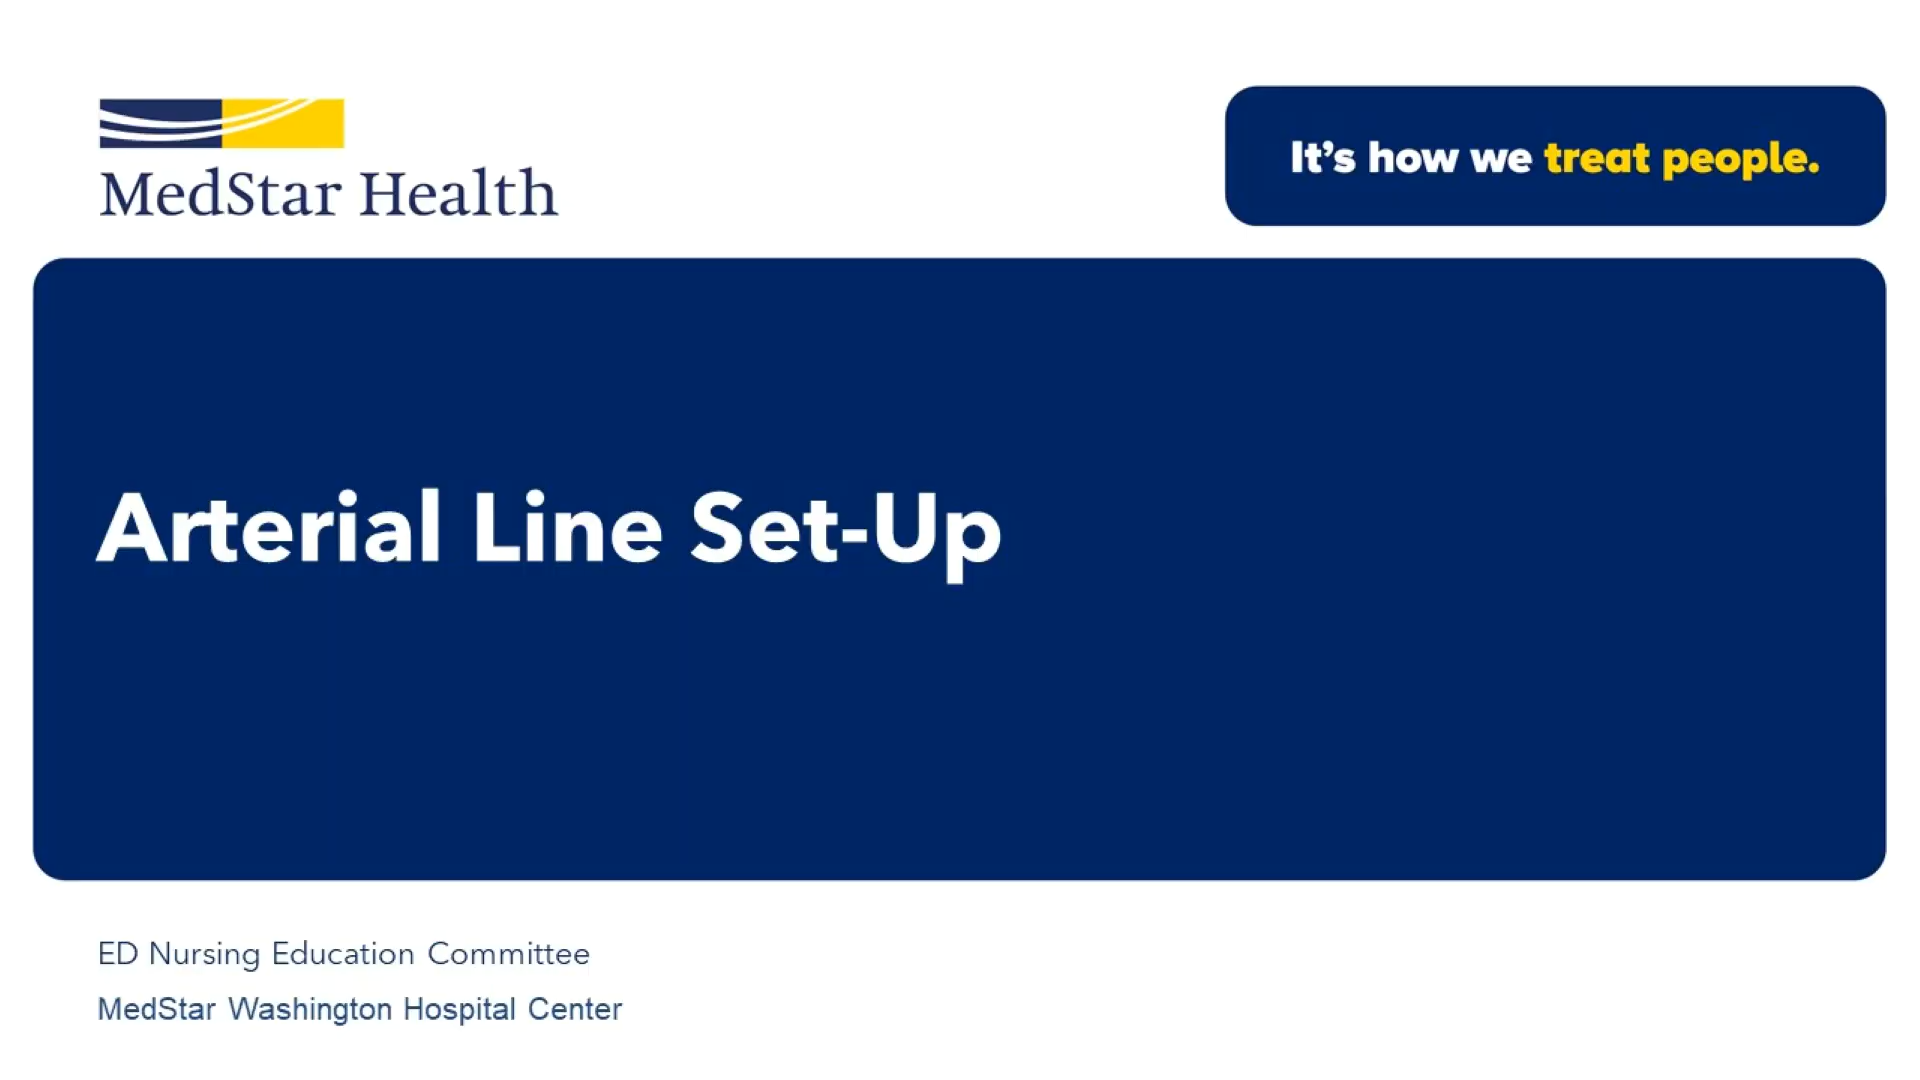 MedStar Health
It's how we treat people.
Arterial Line Set-Up
ED Nursing Education Committee
MedStar Washington Hospital Center